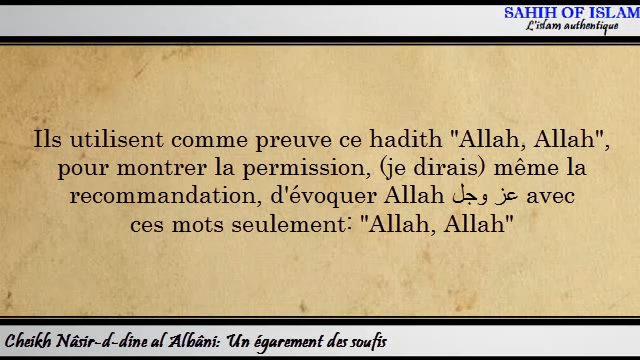 SAHIH OF ISLAM
L'islam authentique
Ils utilisent comme preuve ce hadith "Allah, Allah",
pour montrer la permission, (je dirais) même la
recommandation, d'évoquer Allah عز وجل avec
ces mots seulement: "Allah, Allah"
Cheikh Nâsir-d-dine al Albâni: Un égarement des soufis